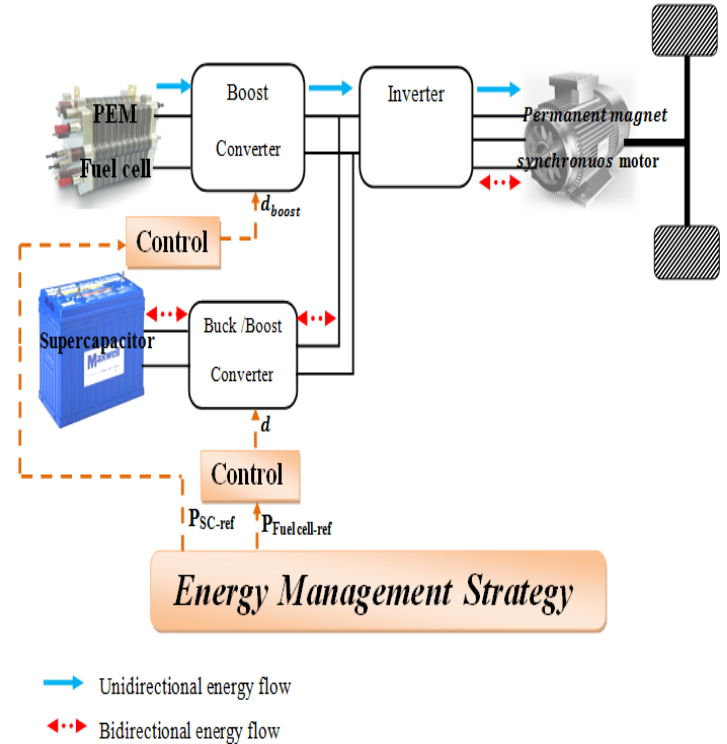 PEM
Fuel cell
Boost
Converter
Inverter
Permanent magnet
synchronuos motor
d_boost
Control
Supercapacitor
Maxwell
Buck /Boost
Converter
d
Control
P_SC-ref
P_Fuel cell-ref
Energy Management Strategy
Unidirectional energy flow
Bidirectional energy flow